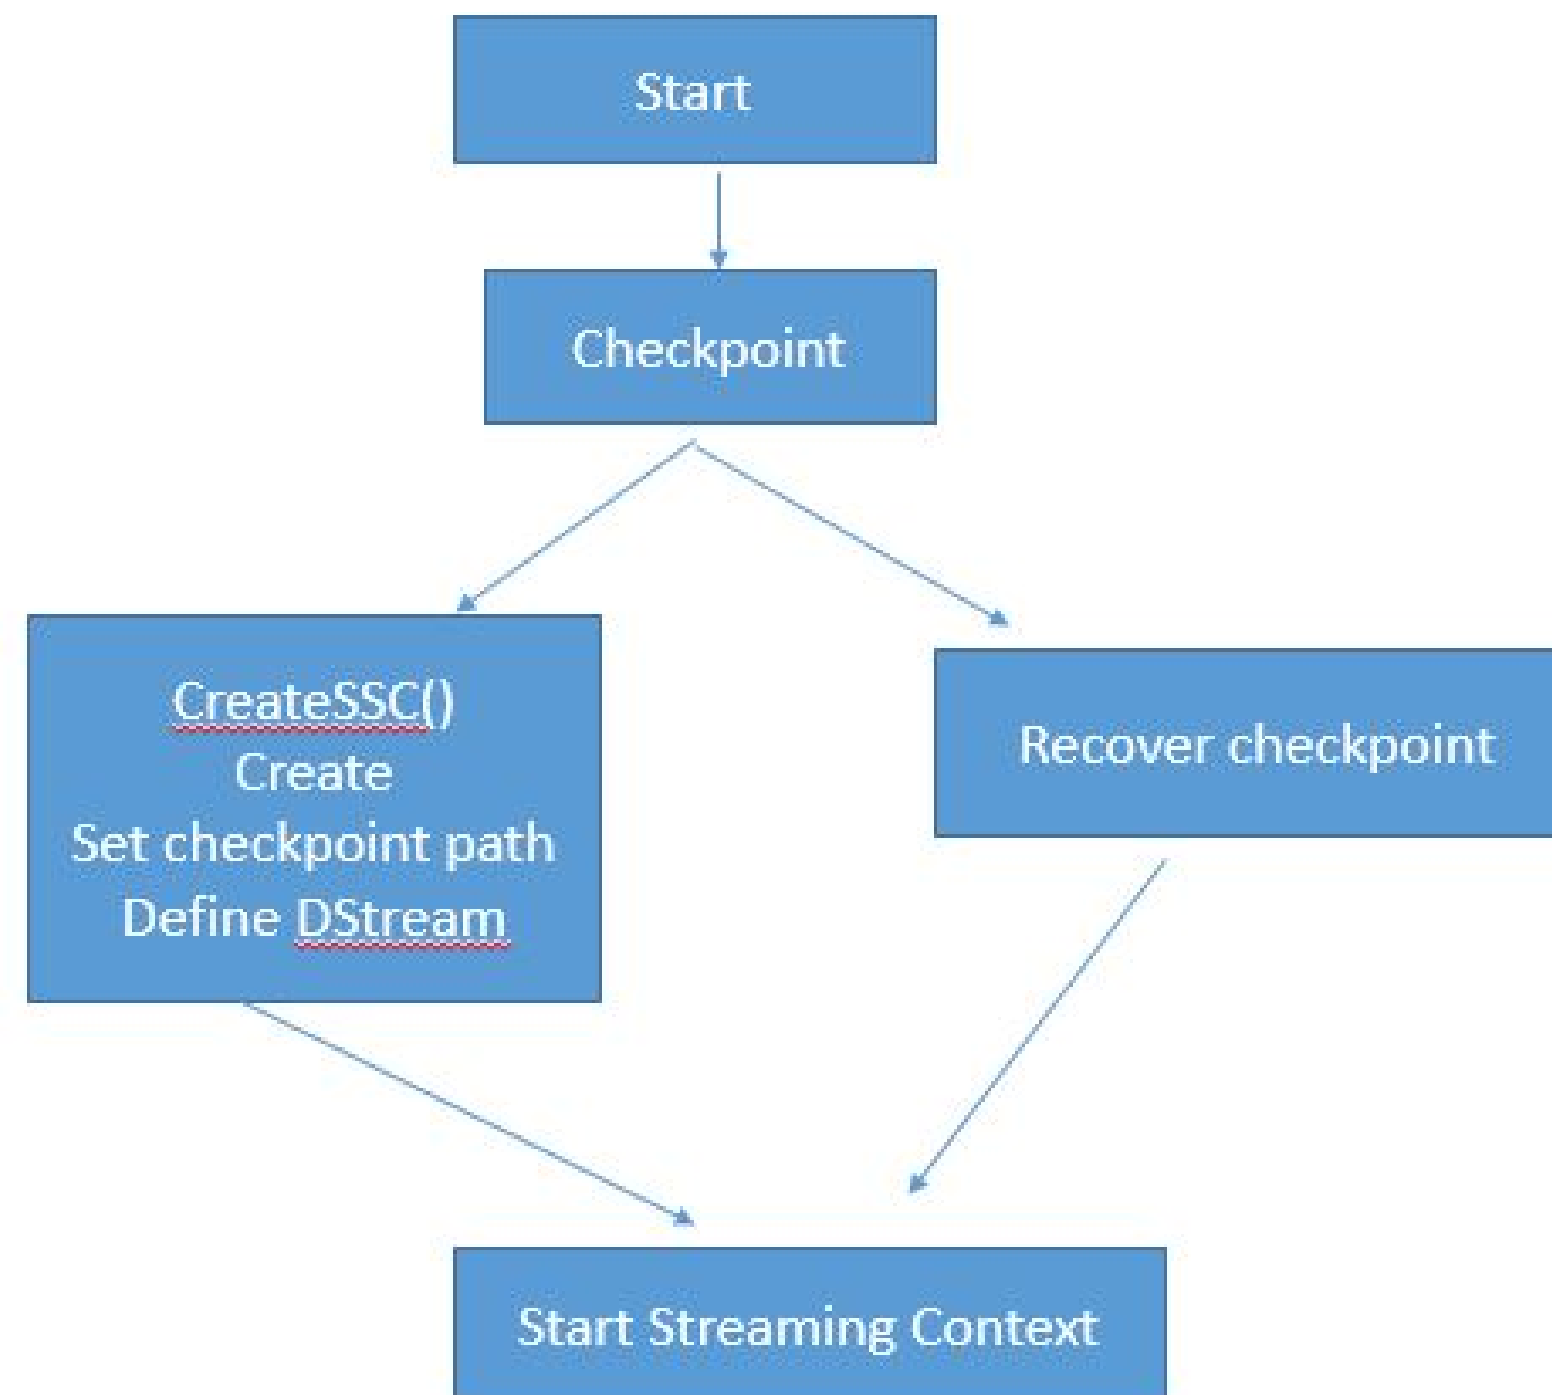 Start
Checkpoint
CreateSSC()
Create
Set checkpoint path
Define DStream
Recover checkpoint
Start Streaming Context